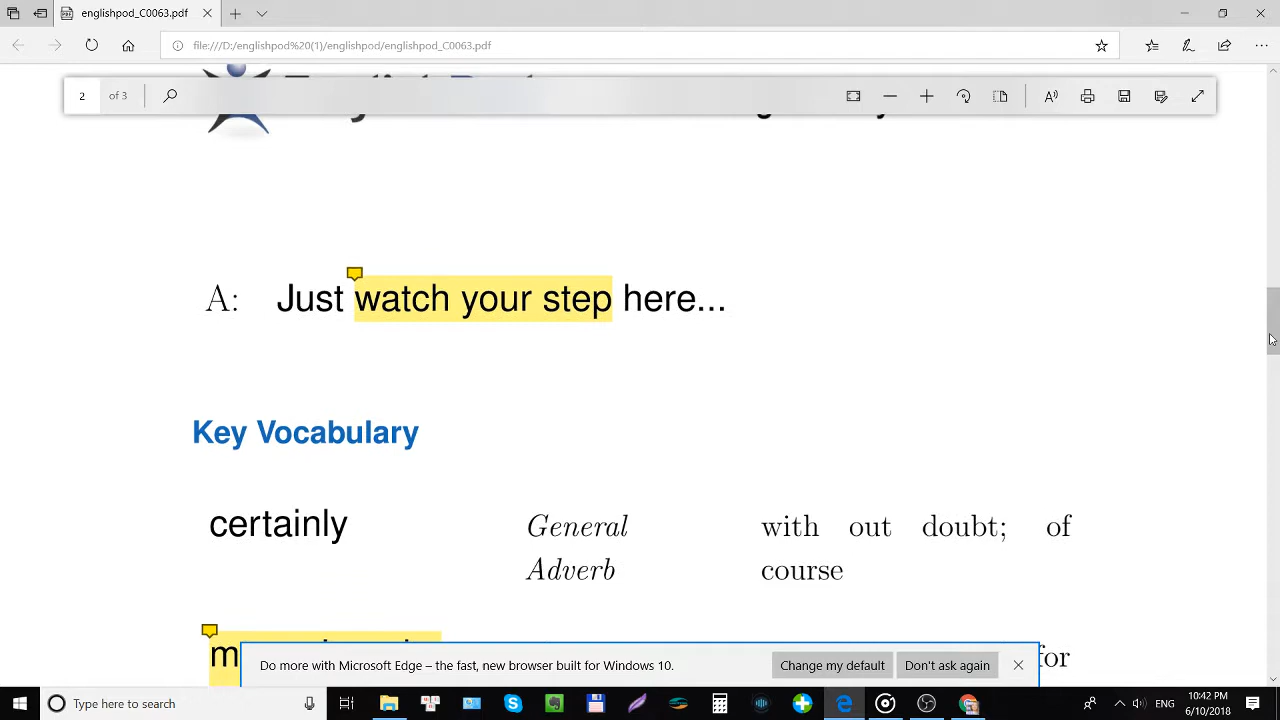 englishpod_C0063.pdf
file:///D:/englishpod%20(1)/englishpod/englishpod_C0063.pdf
2 of 3
A: Just watch your step here...
Key Vocabulary
certainly General with out doubt; of
Adverb course
for
Do more with Microsoft Edge – the fast, new browser built for Windows 10. Change my default Don't ask again
Type here to search
ENG
10:42 PM
6/10/2018